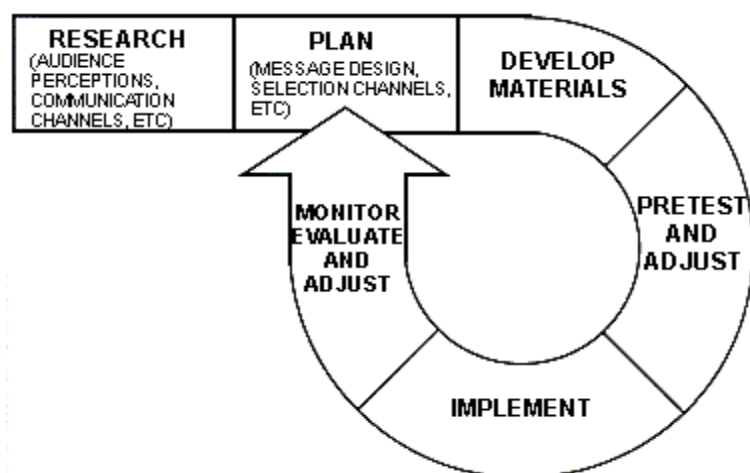 RESEARCH
(AUDIENCE
PERCEPTIONS,
COMMUNICATION
CHANNELS, ETC)
PLAN
(MESSAGE DESIGN,
SELECTION CHANNELS,
ETC)
DEVELOP
MATERIALS
PRETEST
AND
ADJUST
IMPLEMENT
MONITOR
EVALUATE
AND
ADJUST